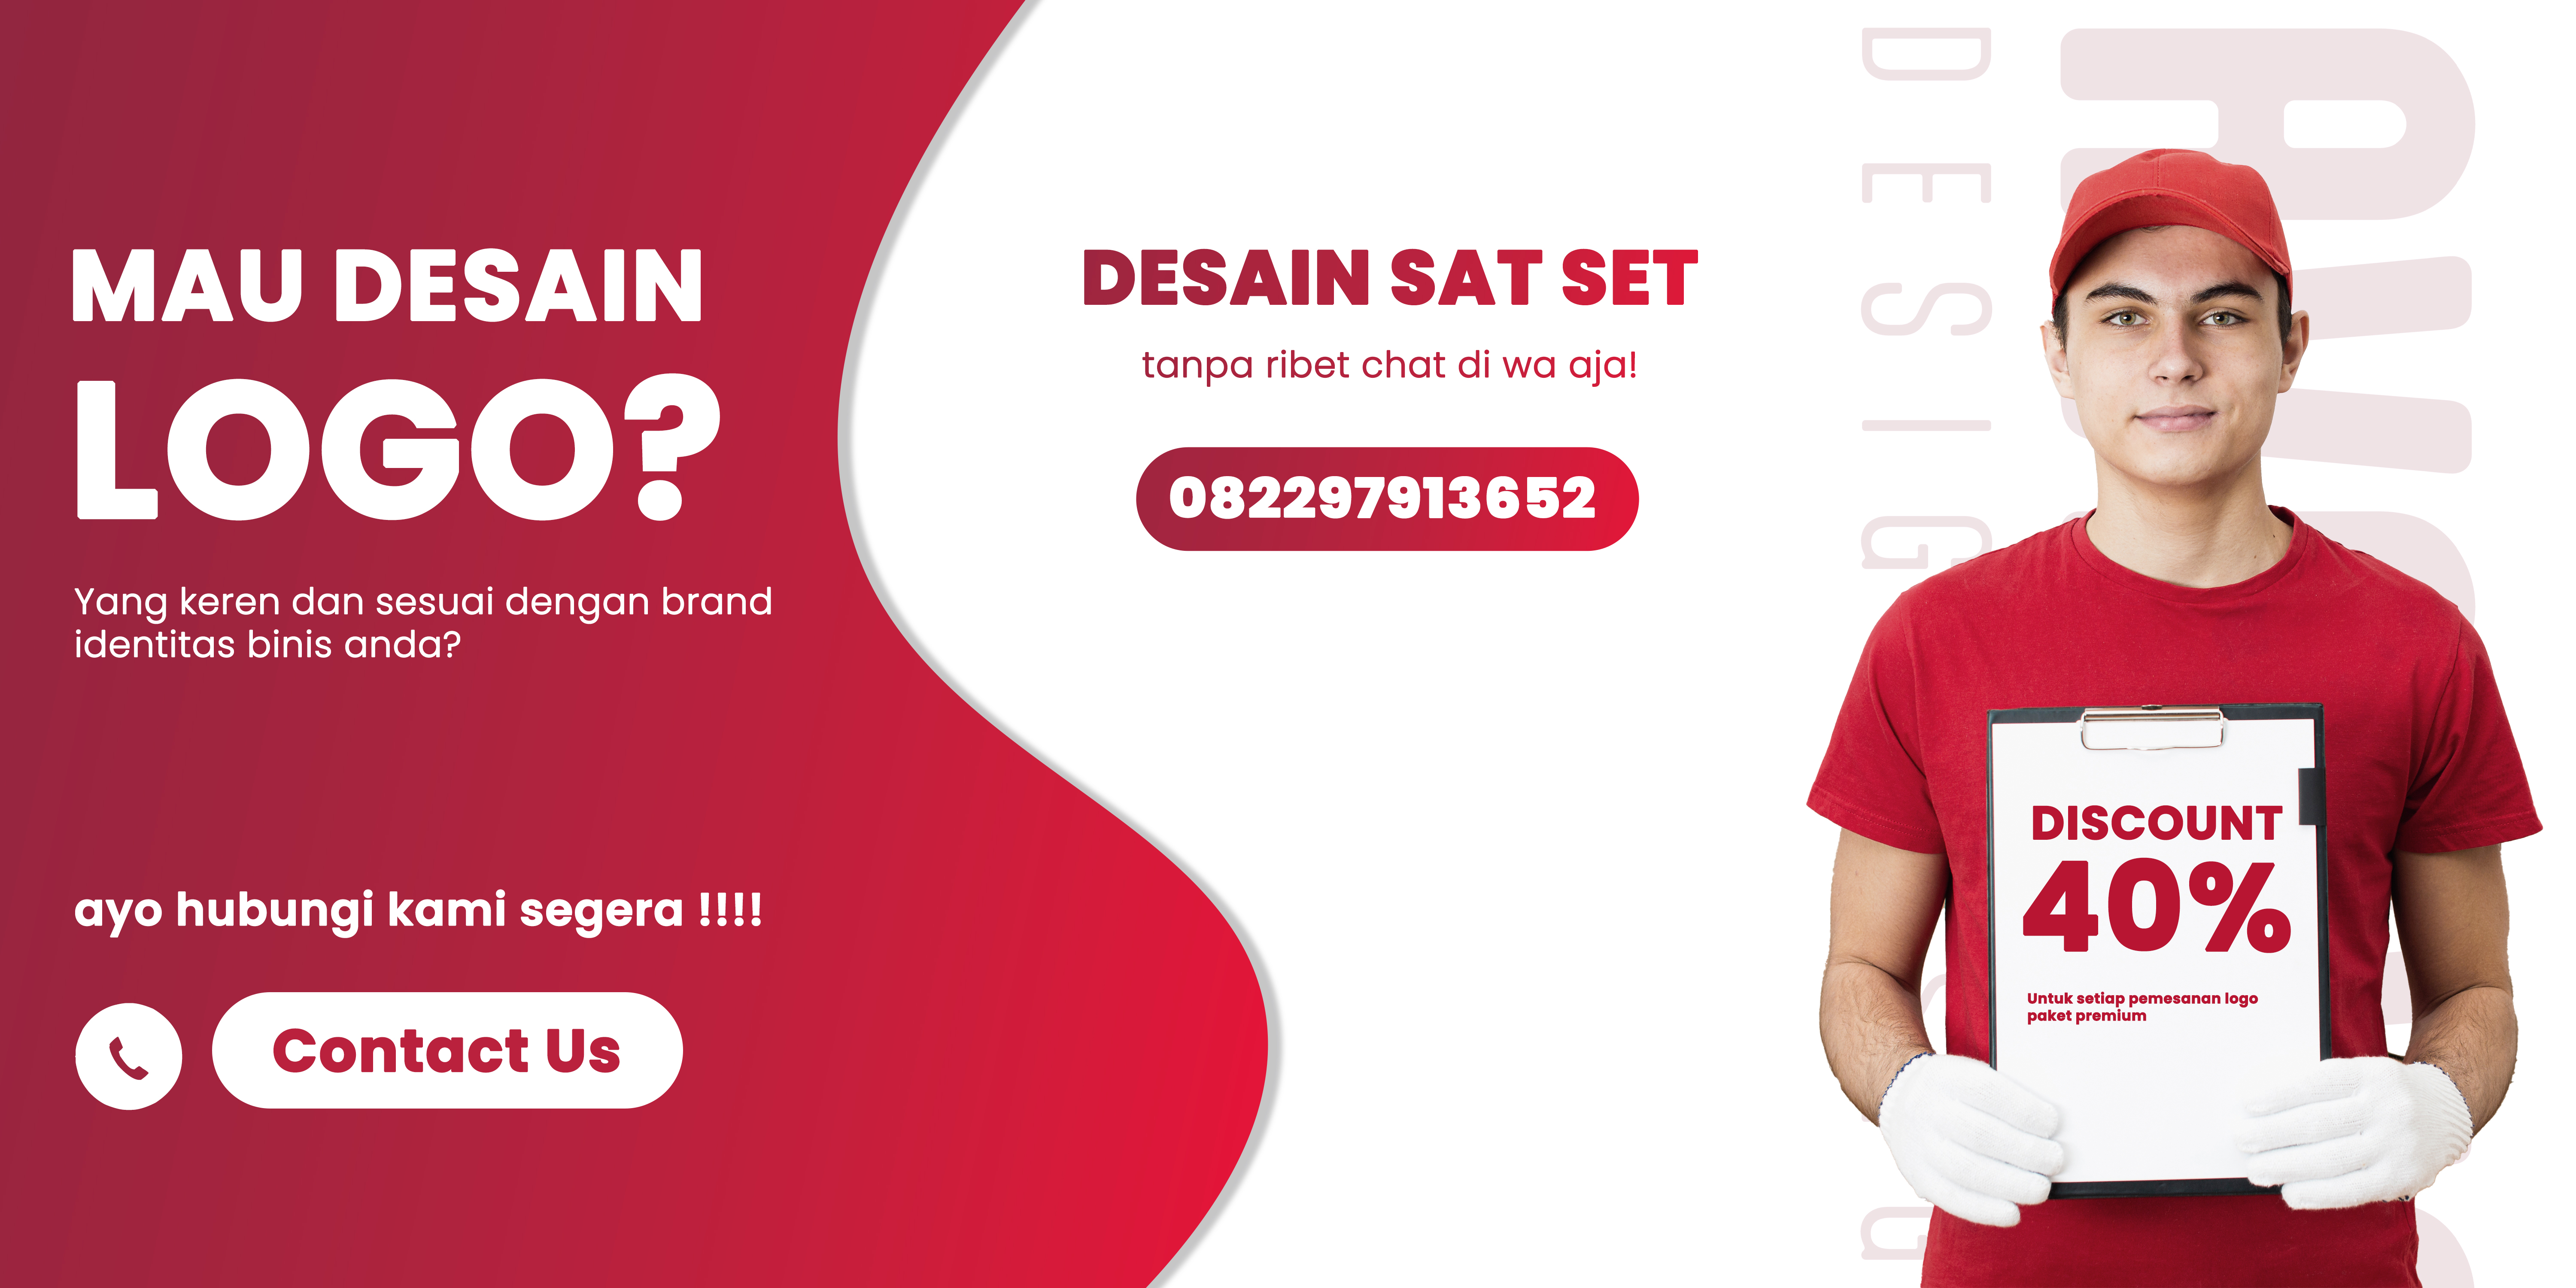 MAU DESAIN
LOGO?
Yang keren dan sesuai dengan brand
identitas binis anda?
ayo hubungi kami segera !!!!
Contact Us
DESAIN SAT SET
tanpa ribet chat di wa aja!
082297913652
DISCOUNT
40%
Untuk setiap pemesanan logo
paket premium